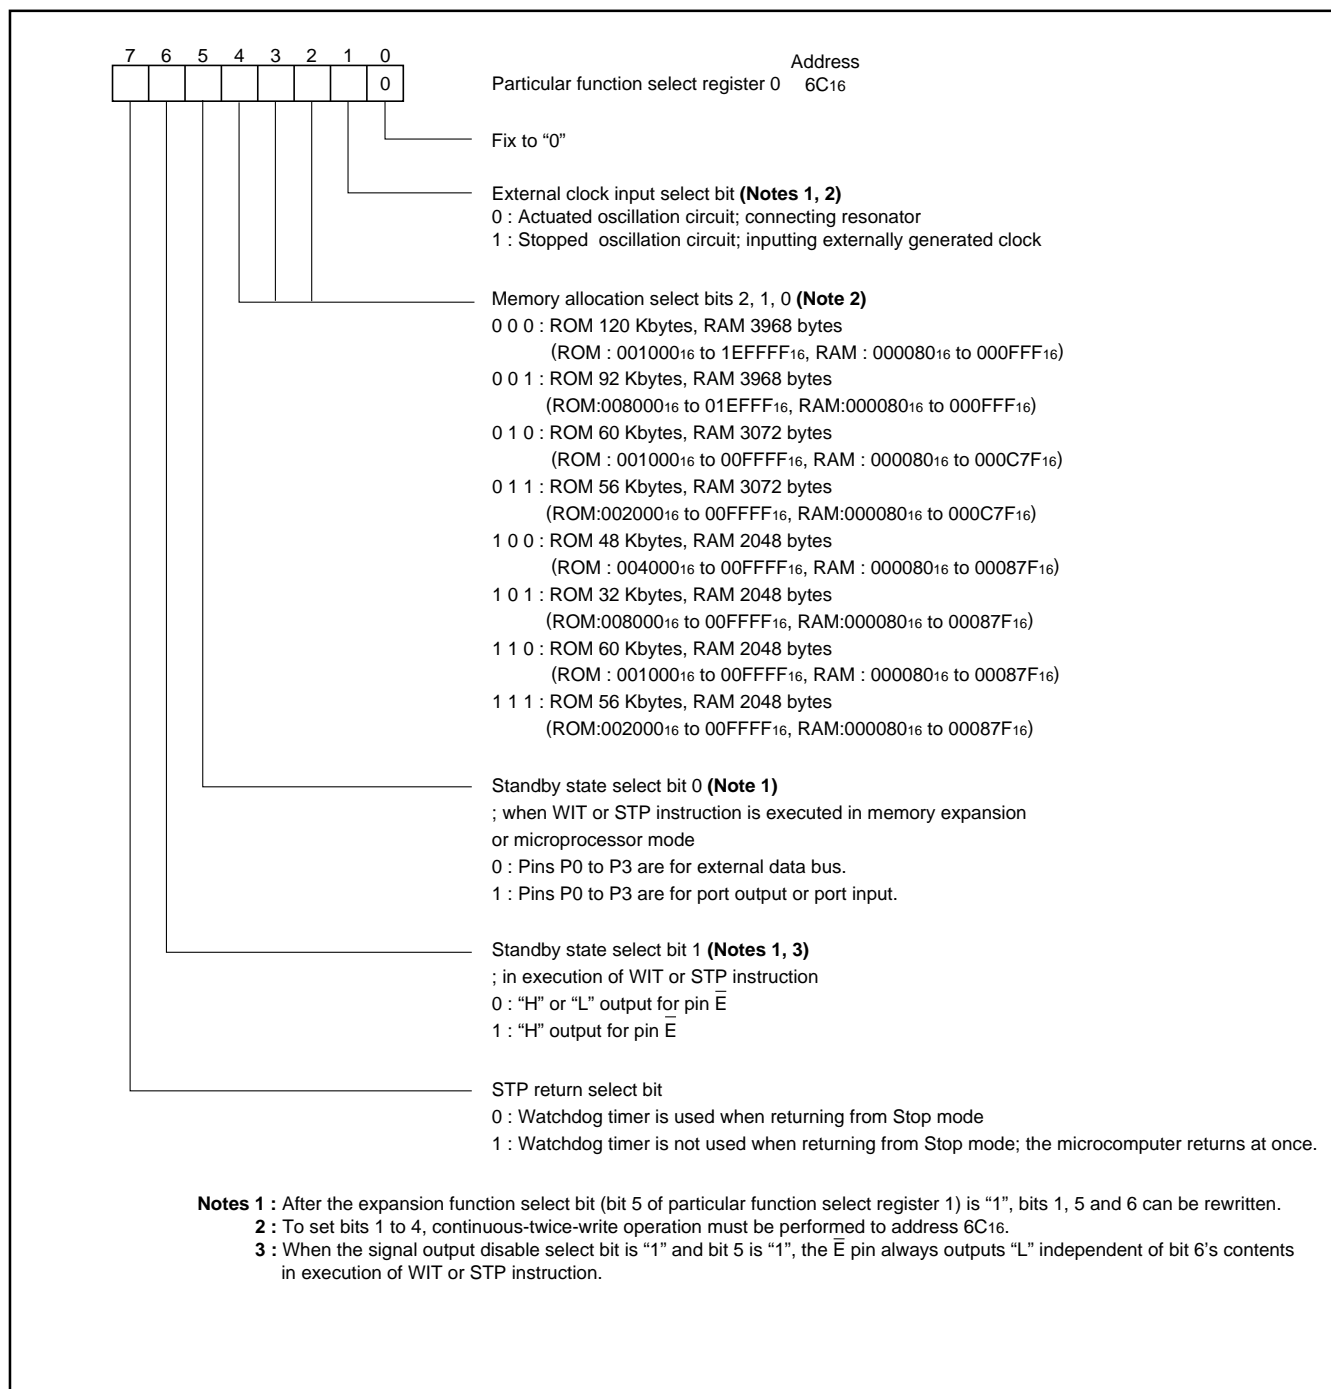 7 6 5 4 3 2 1 0
Address
0
Particular function select register 0 6C16
Fix to “0”
External clock input select bit (Notes 1, 2)
0 : Actuated oscillation circuit; connecting resonator
1 : Stopped oscillation circuit; inputting externally generated clock
Memory allocation select bits 2, 1, 0 (Note 2)
0 0 0 : ROM 120 Kbytes, RAM 3968 bytes
(ROM : 00100016 to 1EFFFF16, RAM : 00008016 to 000FFF16)
0 0 1 : ROM 92 Kbytes, RAM 3968 bytes
(ROM:00800016 to 01EFFF16, RAM:00008016 to 000FFF16)
0 1 0 : ROM 60 Kbytes, RAM 3072 bytes
(ROM : 00100016 to 00FFFF16, RAM : 00008016 to 000C7F16)
0 1 1 : ROM 56 Kbytes, RAM 3072 bytes
(ROM:00200016 to 00FFFF16, RAM:00008016 to 000C7F16)
1 0 0 : ROM 48 Kbytes, RAM 2048 bytes
(ROM : 00400016 to 00FFFF16, RAM : 00008016 to 00087F16)
1 0 1 : ROM 32 Kbytes, RAM 2048 bytes
(ROM:00800016 to 00FFFF16, RAM:00008016 to 00087F16)
1 1 0 : ROM 60 Kbytes, RAM 2048 bytes
(ROM : 00100016 to 00FFFF16, RAM : 00008016 to 00087F16)
1 1 1 : ROM 56 Kbytes, RAM 2048 bytes
(ROM:00200016 to 00FFFF16, RAM:00008016 to 00087F16)
Standby state select bit 0 (Note 1)
; when WIT or STP instruction is executed in memory expansion
or microprocessor mode
0 : Pins P0 to P3 are for external data bus.
1 : Pins P0 to P3 are for port output or port input.
Standby state select bit 1 (Notes 1, 3)
; in execution of WIT or STP instruction
0 : “H” or “L” output for pin E̅
1 : “H” output for pin E̅
STP return select bit
0 : Watchdog timer is used when returning from Stop mode
1 : Watchdog timer is not used when returning from Stop mode; the microcomputer returns at once.
Notes 1 : After the expansion function select bit (bit 5 of particular function select register 1) is “1”, bits 1, 5 and 6 can be rewritten.
2 : To set bits 1 to 4, continuous-twice-write operation must be performed to address 6C16.
3 : When the signal output disable select bit is “1” and bit 5 is “1”, the E̅ pin always outputs “L” independent of bit 6’s contents
in execution of WIT or STP instruction.